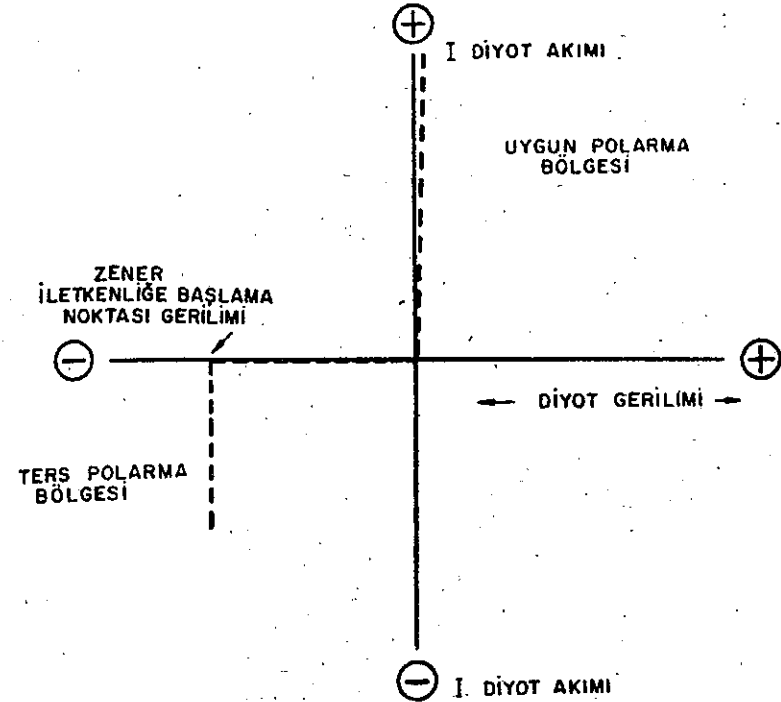 +
I DİYOT AKIMI
UYGUN POLARMA
BÖLGESİ
ZENER
İLETKENLİĞE BAŞLAMA
NOKTASI GERİLİMİ
-
+
← DİYOT GERİLİMİ →
TERS POLARMA
BÖLGESİ
-
I. DİYOT AKIMI